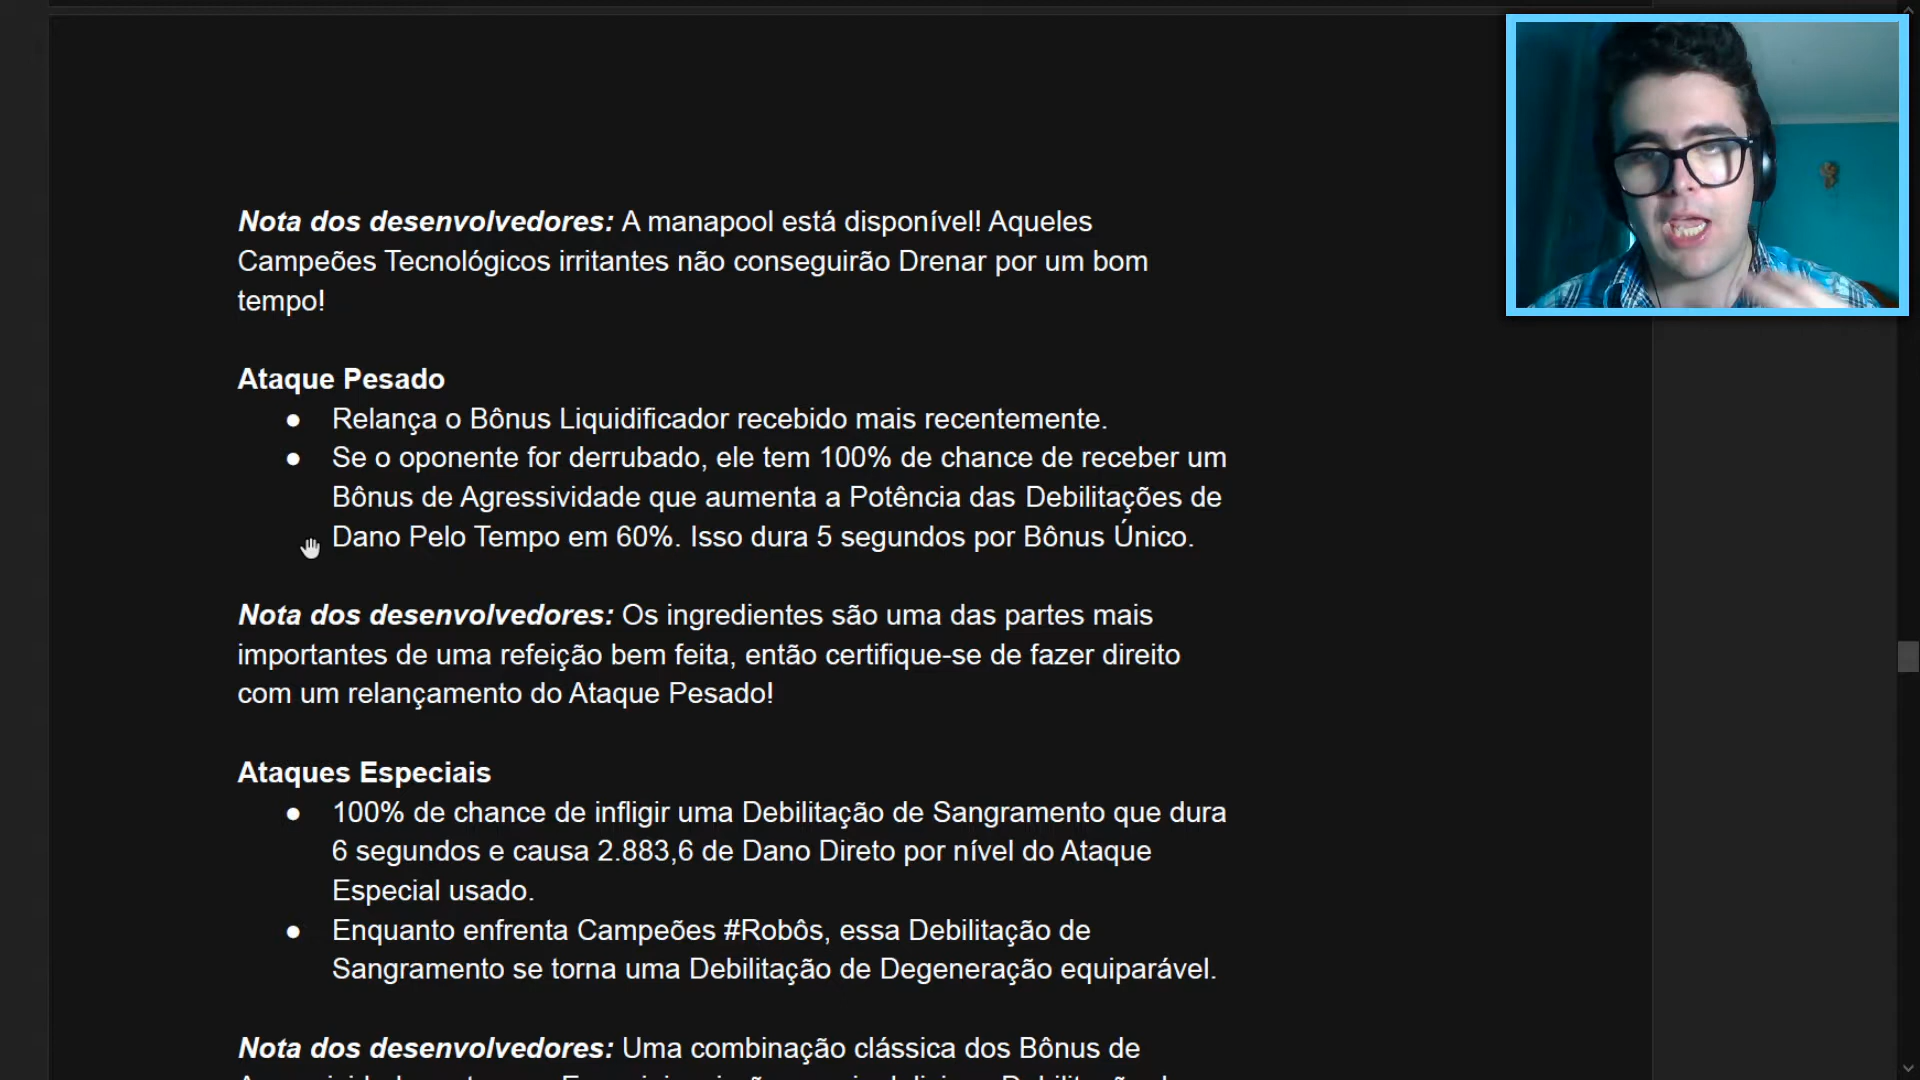 Nota dos desenvolvedores: A manapool está disponível! Aqueles
Campeões Tecnológicos irritantes não conseguirão Drenar por um bom
tempo!
Ataque Pesado
● Relança o Bônus Liquidificador recebido mais recentemente.
● Se o oponente for derrubado, ele tem 100% de chance de receber um
Bônus de Agressividade que aumenta a Potência das Debilitações de
Dano Pelo Tempo em 60%. Isso dura 5 segundos por Bônus Único.
Nota dos desenvolvedores: Os ingredientes são uma das partes mais
importantes de uma refeição bem feita, então certifique-se de fazer direito
com um relançamento do Ataque Pesado!
Ataques Especiais
● 100% de chance de infligir uma Debilitação de Sangramento que dura
6 segundos e causa 2.883,6 de Dano Direto por nível do Ataque
Especial usado.
● Enquanto enfrenta Campeões #Robôs, essa Debilitação de
Sangramento se torna uma Debilitação de Degeneração equiparável.
Nota dos desenvolvedores: Uma combinação clássica dos Bônus de